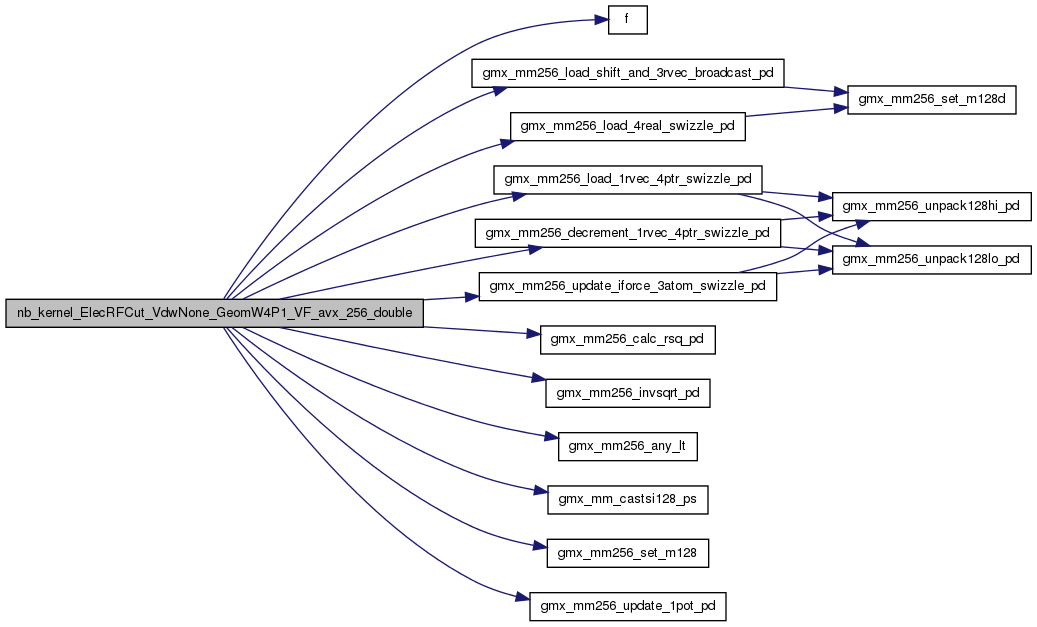 f
gmx_mm256_load_shift_and_3rvec_broadcast_pd
gmx_mm256_set_m128d
gmx_mm256_load_4real_swizzle_pd
gmx_mm256_load_1rvec_4ptr_swizzle_pd
gmx_mm256_unpack128hi_pd
gmx_mm256_decrement_1rvec_4ptr_swizzle_pd
gmx_mm256_unpack128lo_pd
gmx_mm256_update_iforce_3atom_swizzle_pd
nb_kernel_ElecRFCut_VdwNone_GeomW4P1_VF_avx_256_double
gmx_mm256_calc_rsq_pd
gmx_mm256_invsqrt_pd
gmx_mm256_any_lt
gmx_mm_castsi128_ps
gmx_mm256_set_m128
gmx_mm256_update_1pot_pd